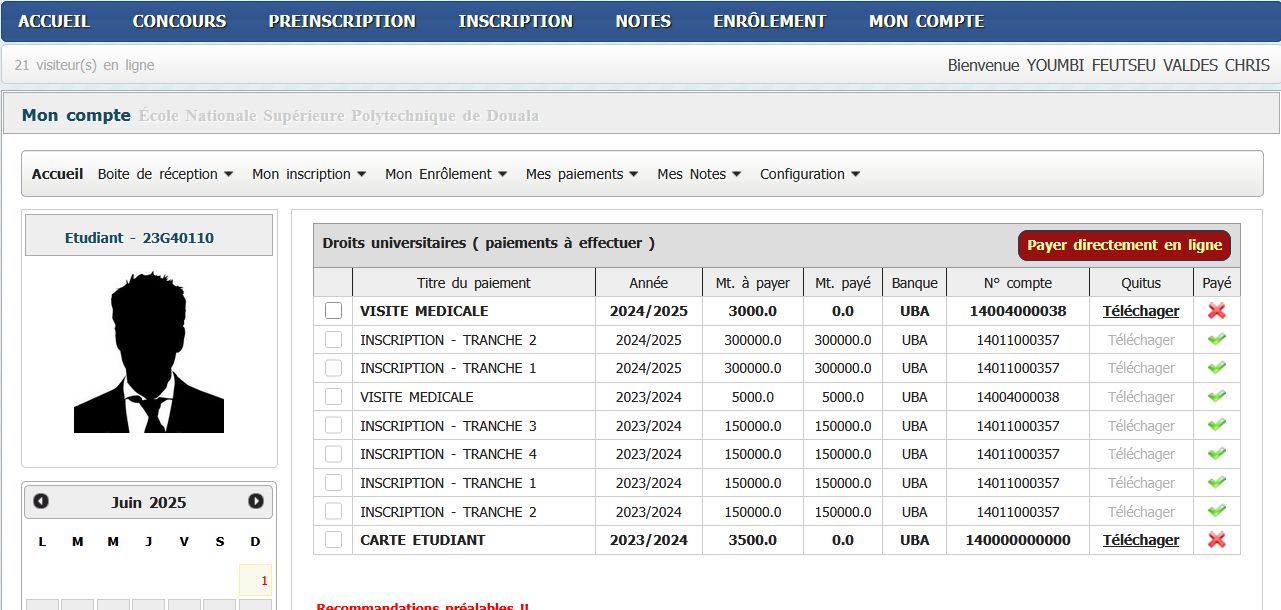 ACCUEIL CONCOURS PREINSCRIPTION INSCRIPTION NOTES ENRÔLEMENT MON COMPTE
21 visiteur(s) en ligne Bienvenue YOUMBI FEUTSEU VALDES CHRIS
Mon compte École Nationale Supérieure Polytechnique de Douala
Accueil Boite de réception Mon inscription Mon Enrôlement Mes paiements Mes Notes Configuration
Etudiant - 23G40110
Droits universitaires ( paiements à effectuer ) Payer directement en ligne
Titre du paiement Année Mt. à payer Mt. payé Banque N° compte Quitus Payé
VISITE MEDICALE 2024/2025 3000.0 0.0 UBA 14004000038 Téléchager
INSCRIPTION - TRANCHE 2 2024/2025 300000.0 300000.0 UBA 14011000357 Téléchager
INSCRIPTION - TRANCHE 1 2024/2025 300000.0 300000.0 UBA 14011000357 Téléchager
VISITE MEDICALE 2023/2024 5000.0 5000.0 UBA 14004000038 Téléchager
INSCRIPTION - TRANCHE 3 2023/2024 150000.0 150000.0 UBA 14011000357 Téléchager
INSCRIPTION - TRANCHE 4 2023/2024 150000.0 150000.0 UBA 14011000357 Téléchager
INSCRIPTION - TRANCHE 1 2023/2024 150000.0 150000.0 UBA 14011000357 Téléchager
INSCRIPTION - TRANCHE 2 2023/2024 150000.0 150000.0 UBA 14011000357 Téléchager
CARTE ETUDIANT 2023/2024 3500.0 0.0 UBA 140000000000 Téléchager
Juin 2025
L M M J V S D
1
Recommandations préalables !!